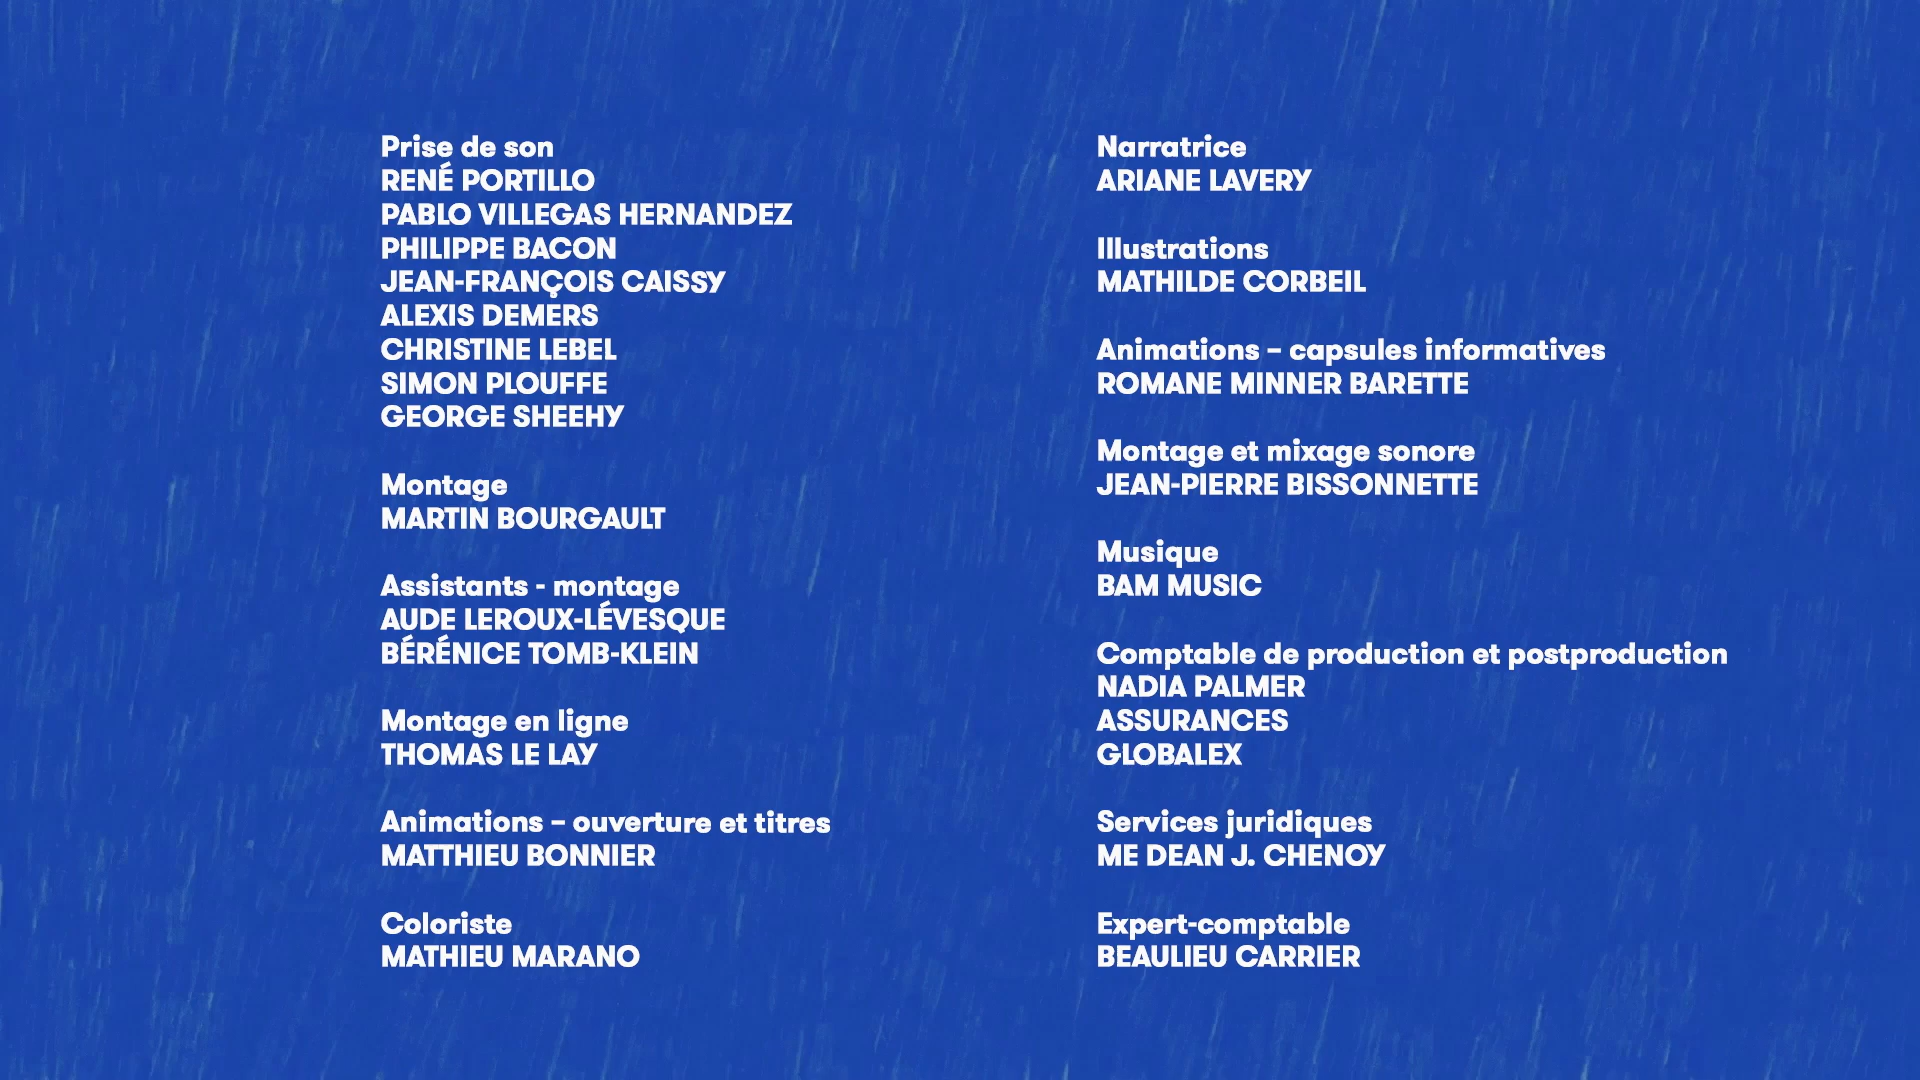 Prise de son
RENÉ PORTILLO
PABLO VILLEGAS HERNANDEZ
PHILIPPE BACON
JEAN-FRANÇOIS CAISSY
ALEXIS DEMERS
CHRISTINE LEBEL
SIMON PLOUFFE
GEORGE SHEEHY
Montage
MARTIN BOURGAULT
Assistants - montage
AUDE LEROUX-LÉVESQUE
BÉRÉNICE TOMB-KLEIN
Montage en ligne
THOMAS LE LAY
Animations – ouverture et titres
MATTHIEU BONNIER
Coloriste
MATHIEU MARANO
Narratrice
ARIANE LAVERY
Illustrations
MATHILDE CORBEIL
Animations – capsules informatives
ROMANE MINNER BARETTE
Montage et mixage sonore
JEAN-PIERRE BISSONNETTE
Musique
BAM MUSIC
Comptable de production et postproduction
NADIA PALMER
ASSURANCES
GLOBALEX
Services juridiques
ME DEAN J. CHENOY
Expert-comptable
BEAULIEU CARRIER